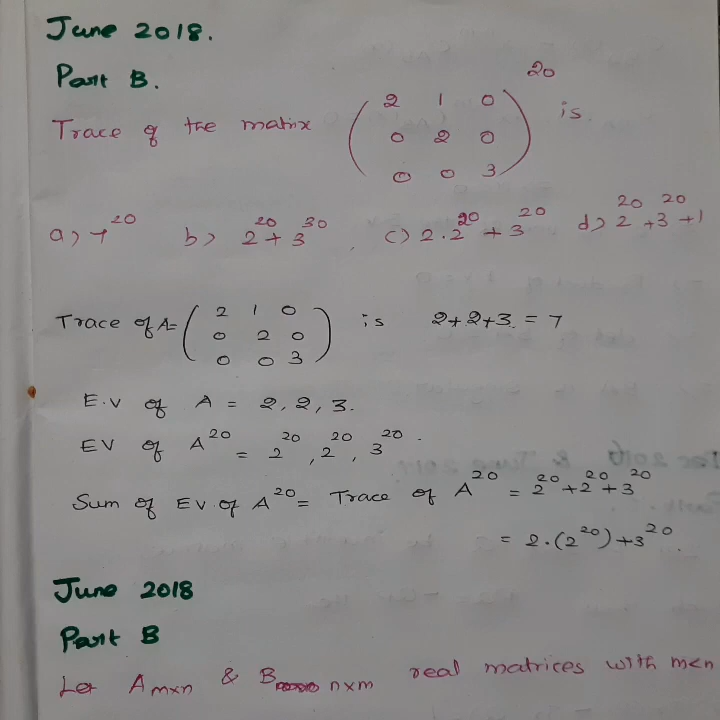 June 2018.
Part B.
Trace of the matrix ( 2 1 0 / 0 2 0 / 0 0 3 )^20 is
a) 7^20 b) 2^20 + 3^30 c) 2.2^20 + 3^20 d) 2^20 + 3^20 + 1
Trace of A = ( 2 1 0 / 0 2 0 / 0 0 3 ) is 2+2+3. = 7
E.V of A = 2, 2, 3.
EV of A^20 = 2^20, 2^20, 3^20.
Sum of EV of A^20 = Trace of A^20 = 2^20 + 2^20 + 3^20
= 2.(2^20) + 3^20.
June 2018
Part B
Let A m×n & B n×m real matrices with m<n